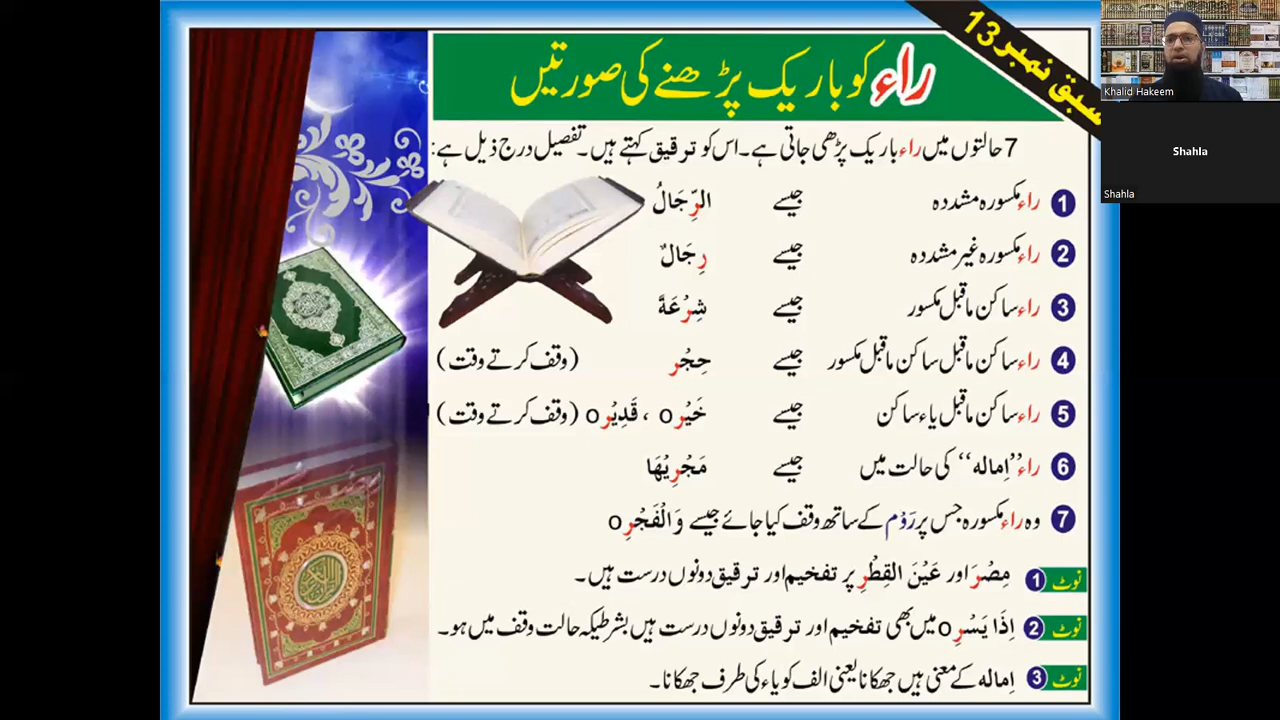 سبق نمبر 13
راء کو باریک پڑھنے کی صورتیں
7 حالتوں میں راء باریک پڑھی جاتی ہے۔ اس کو ترقیق کہتے ہیں۔ تفصیل درج ذیل ہے:
1 راء مکسورہ مشددہ جیسے الرِّجَالُ
2 راء مکسورہ غیر مشددہ جیسے رِجَالٌ
3 راء ساکن ماقبل مکسور جیسے شِرْعَةً
4 راء ساکن ماقبل ساکن ماقبل مکسور جیسے حِجْر (وقف کرتے وقت)
5 راء ساکن ماقبل یاء ساکن جیسے خَيْر o ، قَدِيْر o (وقف کرتے وقت)
6 راء ”اِمالہ“ کی حالت میں جیسے مَجْرِيْهَا
7 وہ راء مکسورہ جس پر رَوْم کے ساتھ وقف کیا جائے جیسے وَالْفَجْرِ o
نوٹ 1 مِصْرَ اور عَيْنَ الْقِطْرِ پر تفخیم اور ترقیق دونوں درست ہیں۔
نوٹ 2 اِذَا يَسْرِ o میں بھی تفخیم اور ترقیق دونوں درست ہیں بشرطیکہ حالت وقف میں ہو۔
نوٹ 3 اِمالہ کے معنی ہیں جھکانا یعنی الف کو یاء کی طرف جھکانا۔
Khalid Hakeem
Shahla
Shahla